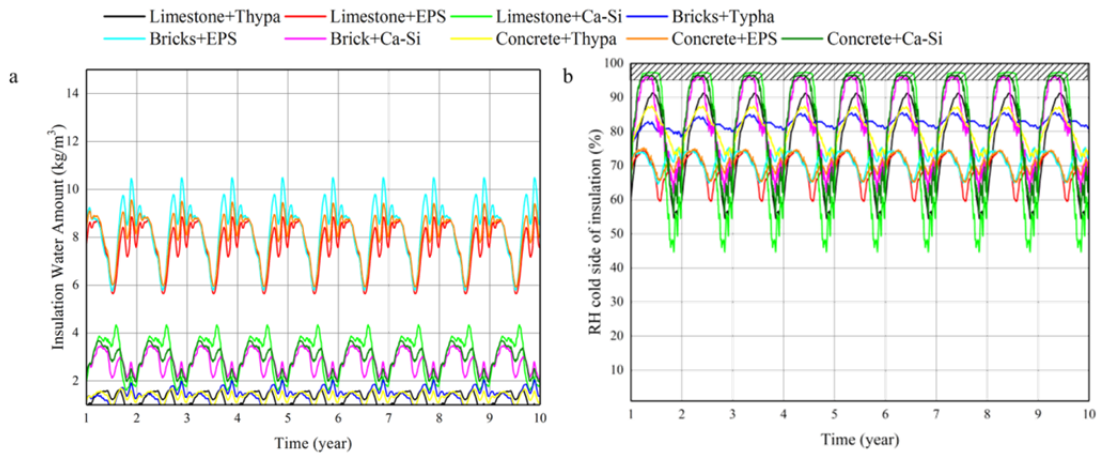 Limestone+Thypa Limestone+EPS Limestone+Ca-Si Bricks+Typha
Bricks+EPS Brick+Ca-Si Concrete+Thypa Concrete+EPS Concrete+Ca-Si
a
Insulation Water Amount (kg/m³)
14
12
10
8
6
4
2
1 2 3 4 5 6 7 8 9 10
Time (year)
b
RH cold side of insulation (%)
100
90
80
70
60
50
40
30
20
10
1 2 3 4 5 6 7 8 9 10
Time (year)